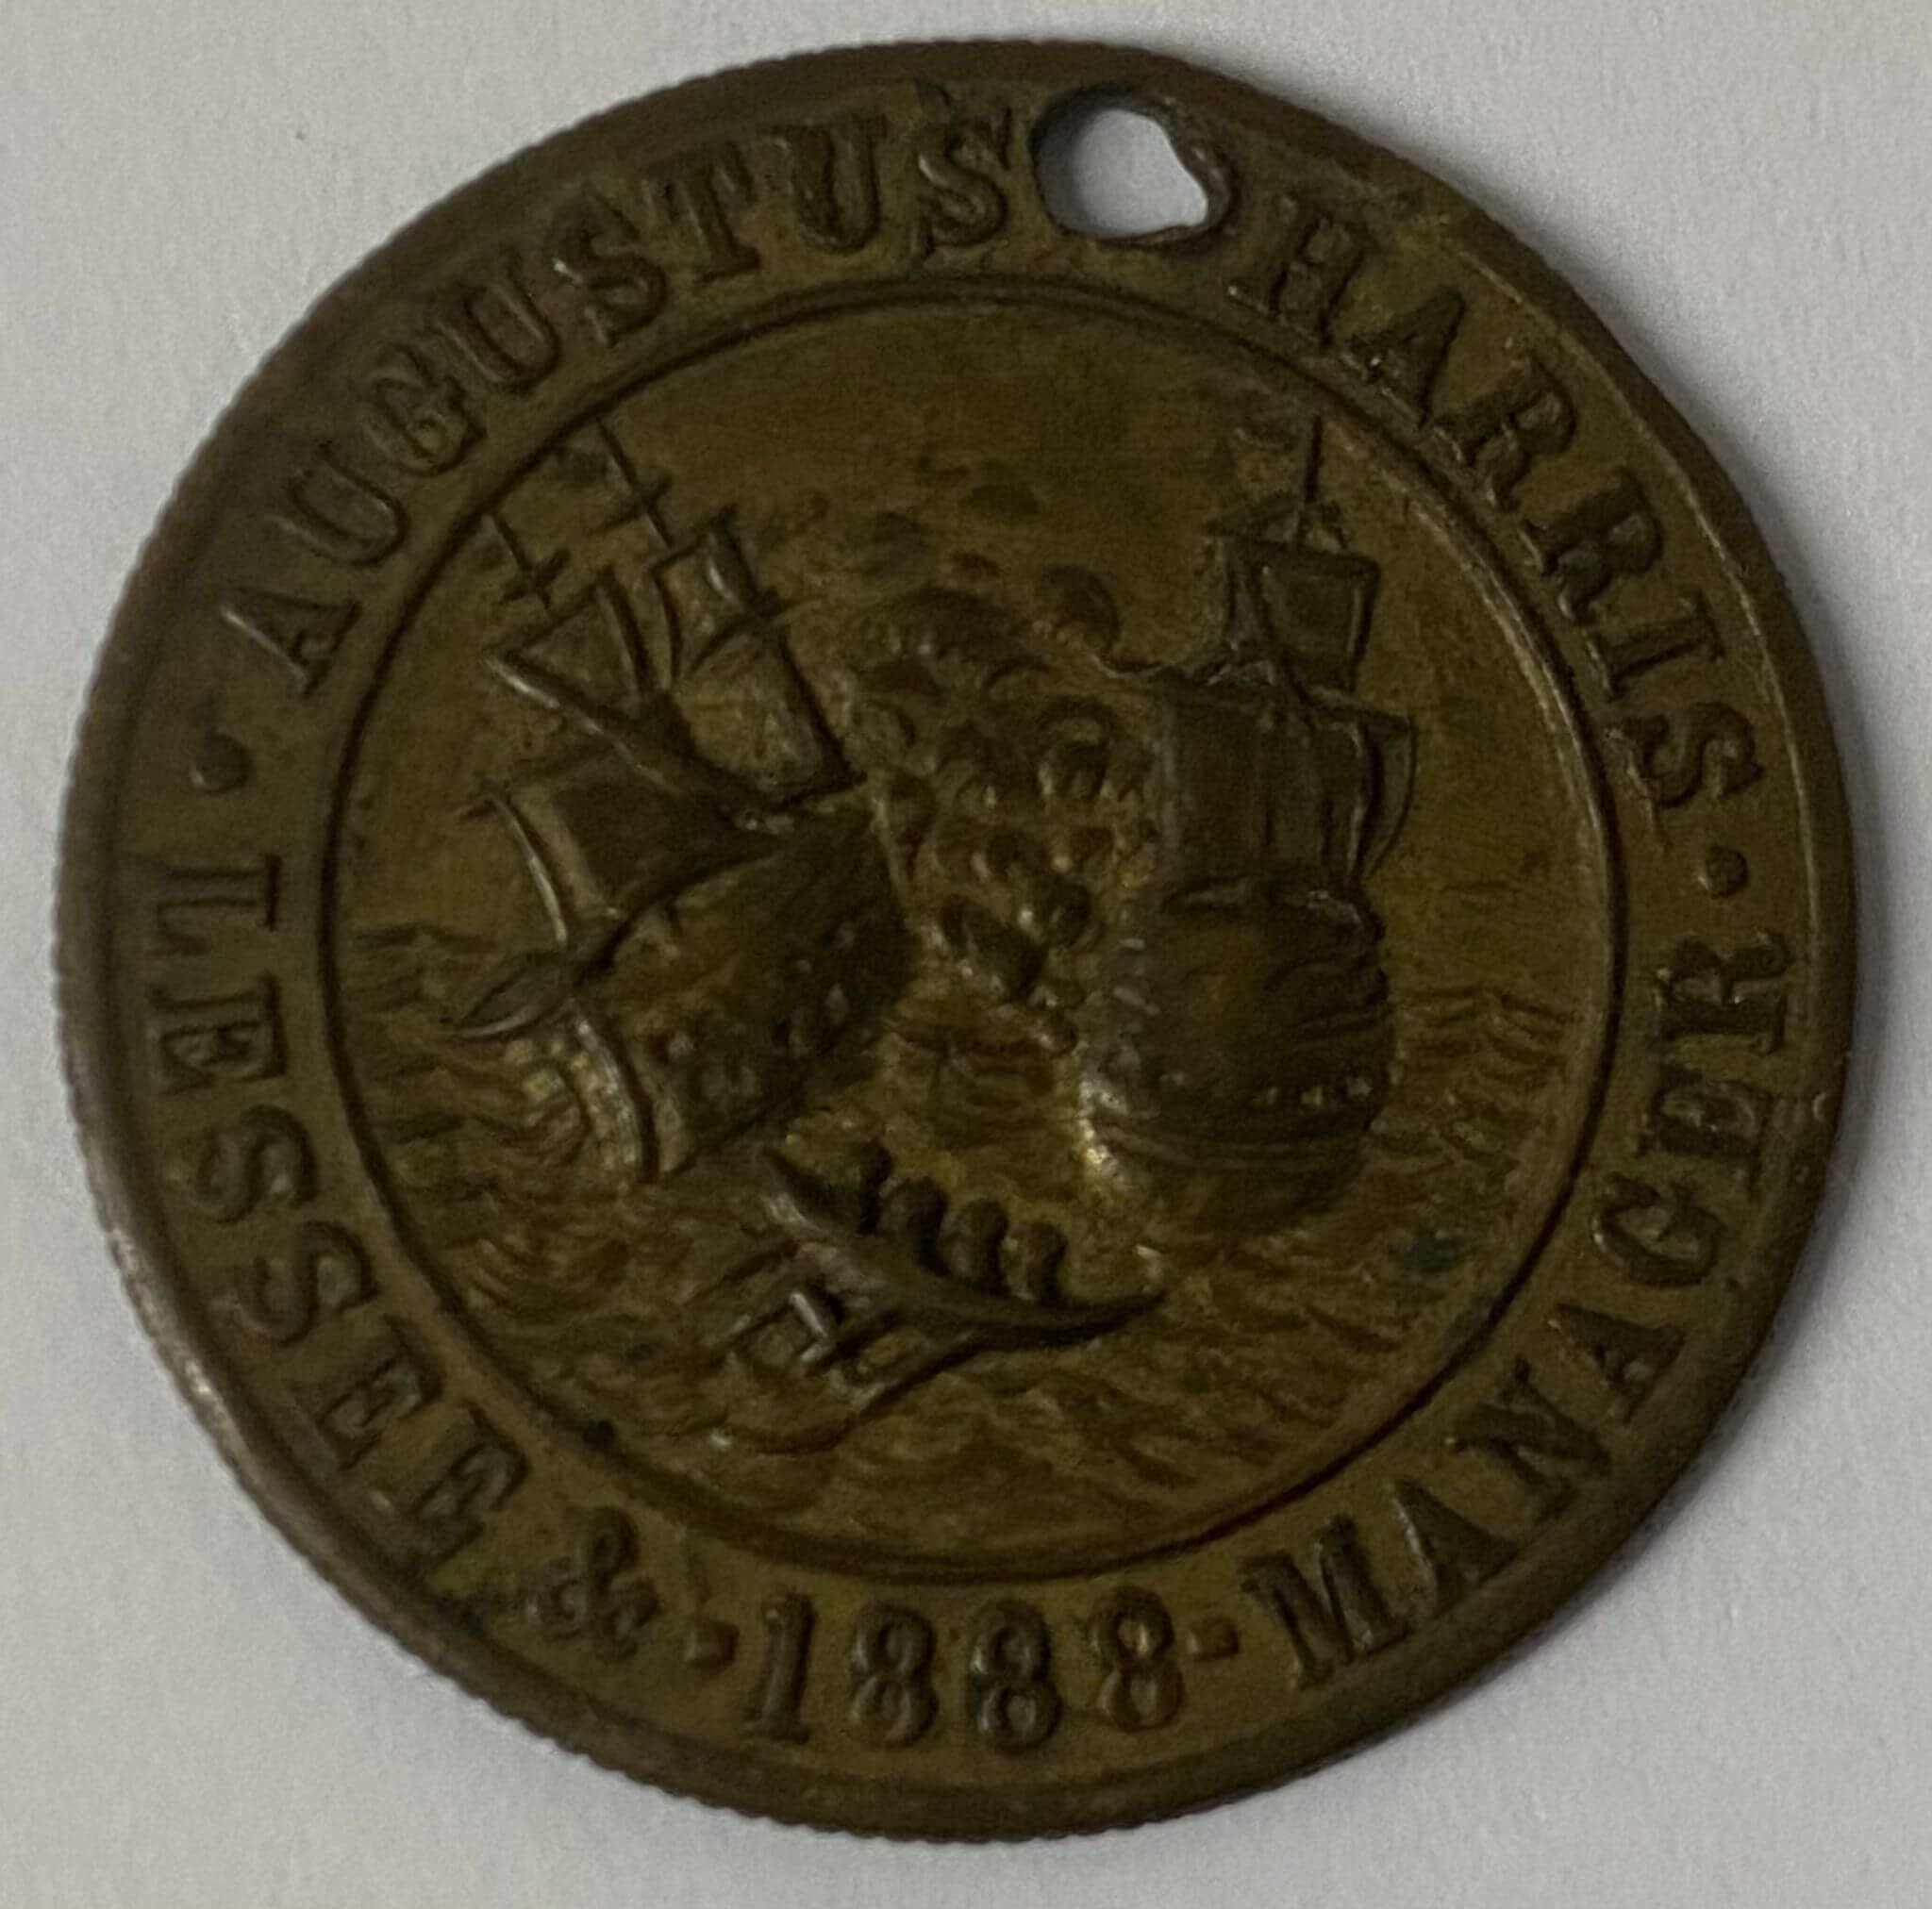 · AUGUSTUS HARRIS ·
LESSEE & · 1888 · MANAGER